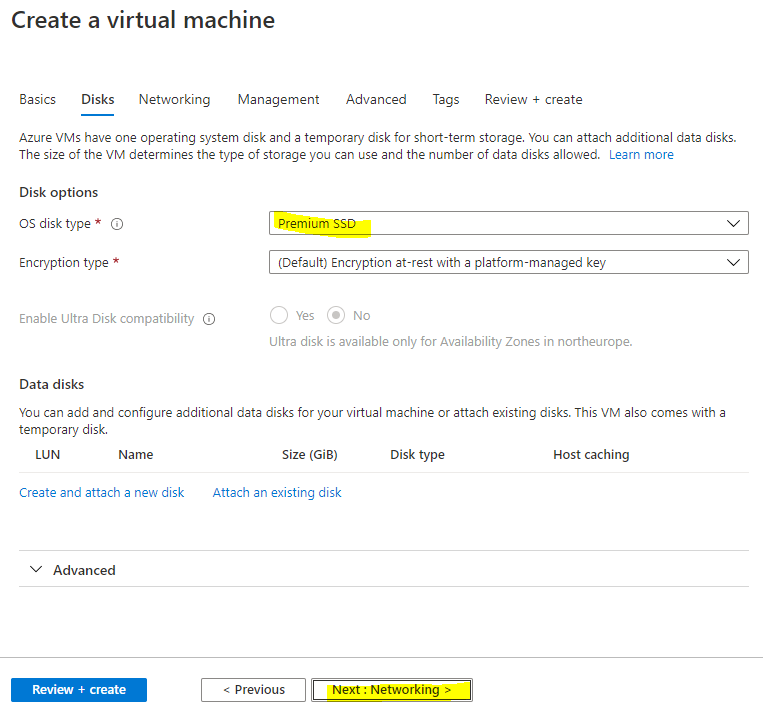 Create a virtual machine
Basics Disks Networking Management Advanced Tags Review + create
Azure VMs have one operating system disk and a temporary disk for short-term storage. You can attach additional data disks.
The size of the VM determines the type of storage you can use and the number of data disks allowed. Learn more
Disk options
OS disk type * Premium SSD
Encryption type * (Default) Encryption at-rest with a platform-managed key
Enable Ultra Disk compatibility Yes No
Ultra disk is available only for Availability Zones in northeurope.
Data disks
You can add and configure additional data disks for your virtual machine or attach existing disks. This VM also comes with a
temporary disk.
LUN Name Size (GiB) Disk type Host caching
Create and attach a new disk Attach an existing disk
Advanced
Review + create < Previous Next : Networking >